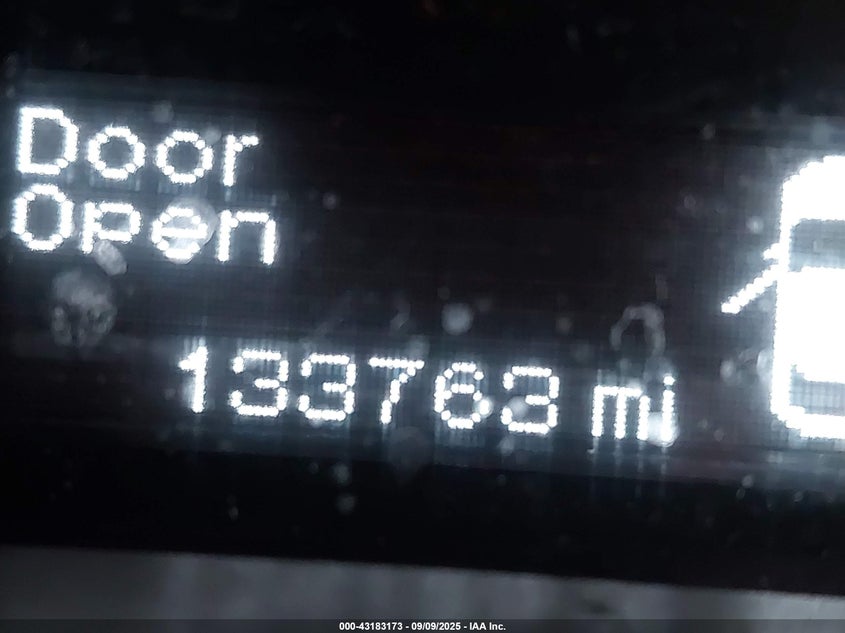 Door
Open
133763 mi
000-43183173 - 09/09/2025 - IAA Inc.